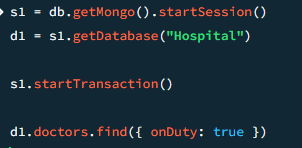 s1 = db.getMongo().startSession()
d1 = s1.getDatabase("Hospital")
s1.startTransaction()
d1.doctors.find({ onDuty: true })